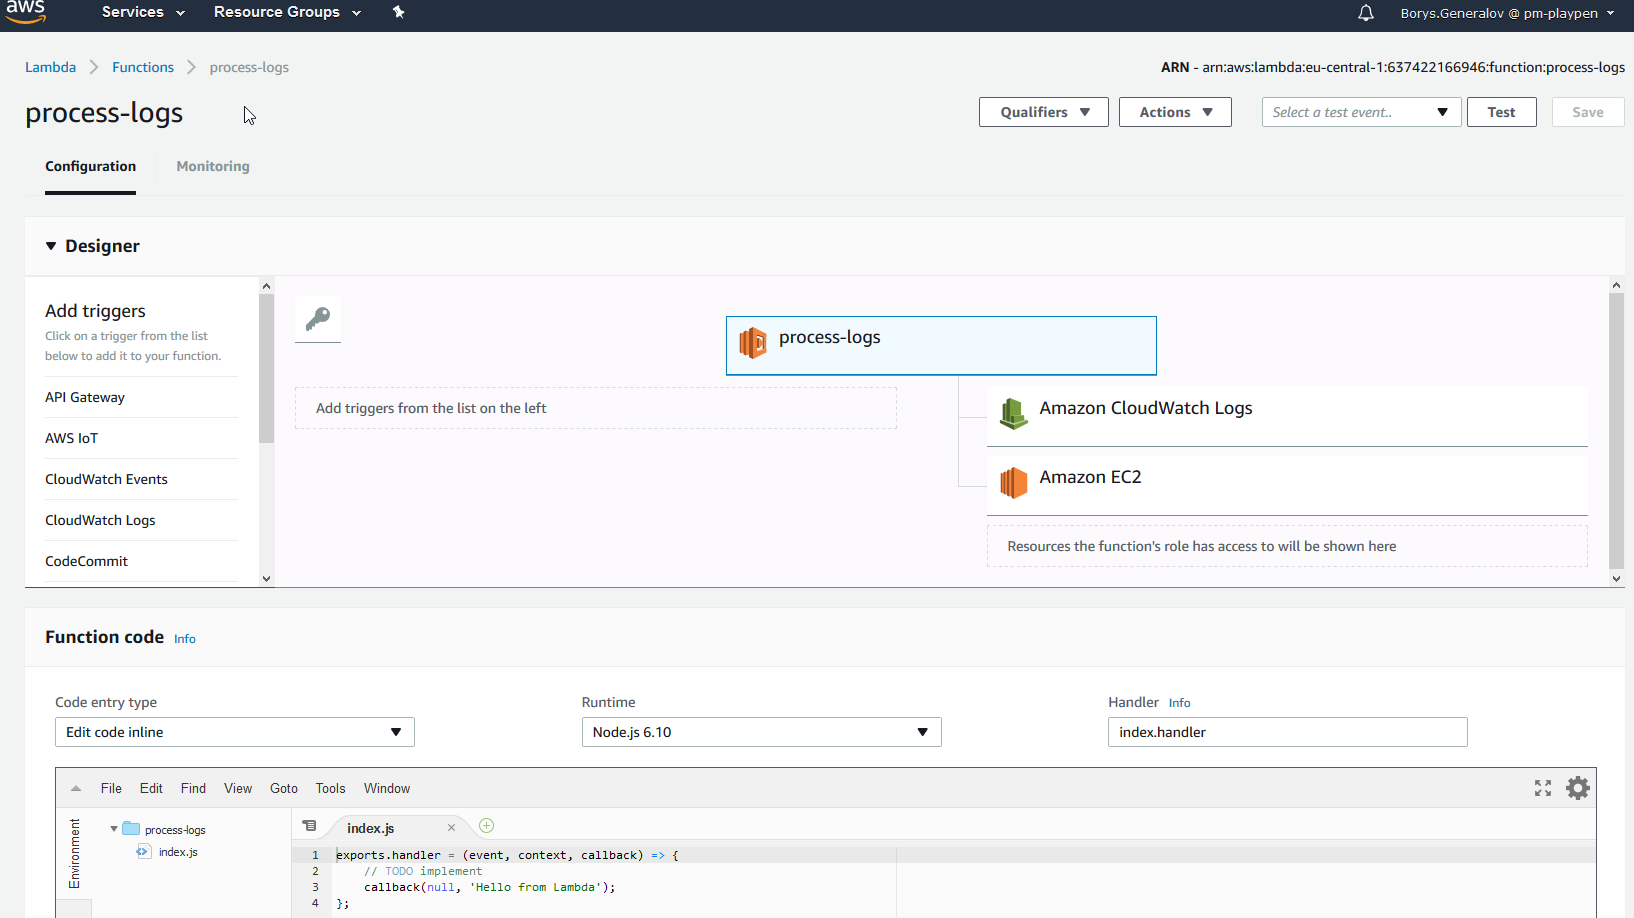 aws
Services
Resource Groups
Borys.Generalov @ pm-playpen
Lambda
Functions
process-logs
ARN - arn:aws:lambda:eu-central-1:637422166946:function:process-logs
process-logs
Qualifiers
Actions
Select a test event..
Test
Save
Configuration
Monitoring
Designer
Add triggers
Click on a trigger from the list
below to add it to your function.
API Gateway
AWS IoT
CloudWatch Events
CloudWatch Logs
CodeCommit
process-logs
Add triggers from the list on the left
Amazon CloudWatch Logs
Amazon EC2
Resources the function's role has access to will be shown here
Function code Info
Code entry type
Edit code inline
Runtime
Node.js 6.10
Handler Info
index.handler
File Edit Find View Goto Tools Window
Environment
process-logs
index.js
index.js
1 exports.handler = (event, context, callback) => {
2 // TODO implement
3 callback(null, 'Hello from Lambda');
4 };